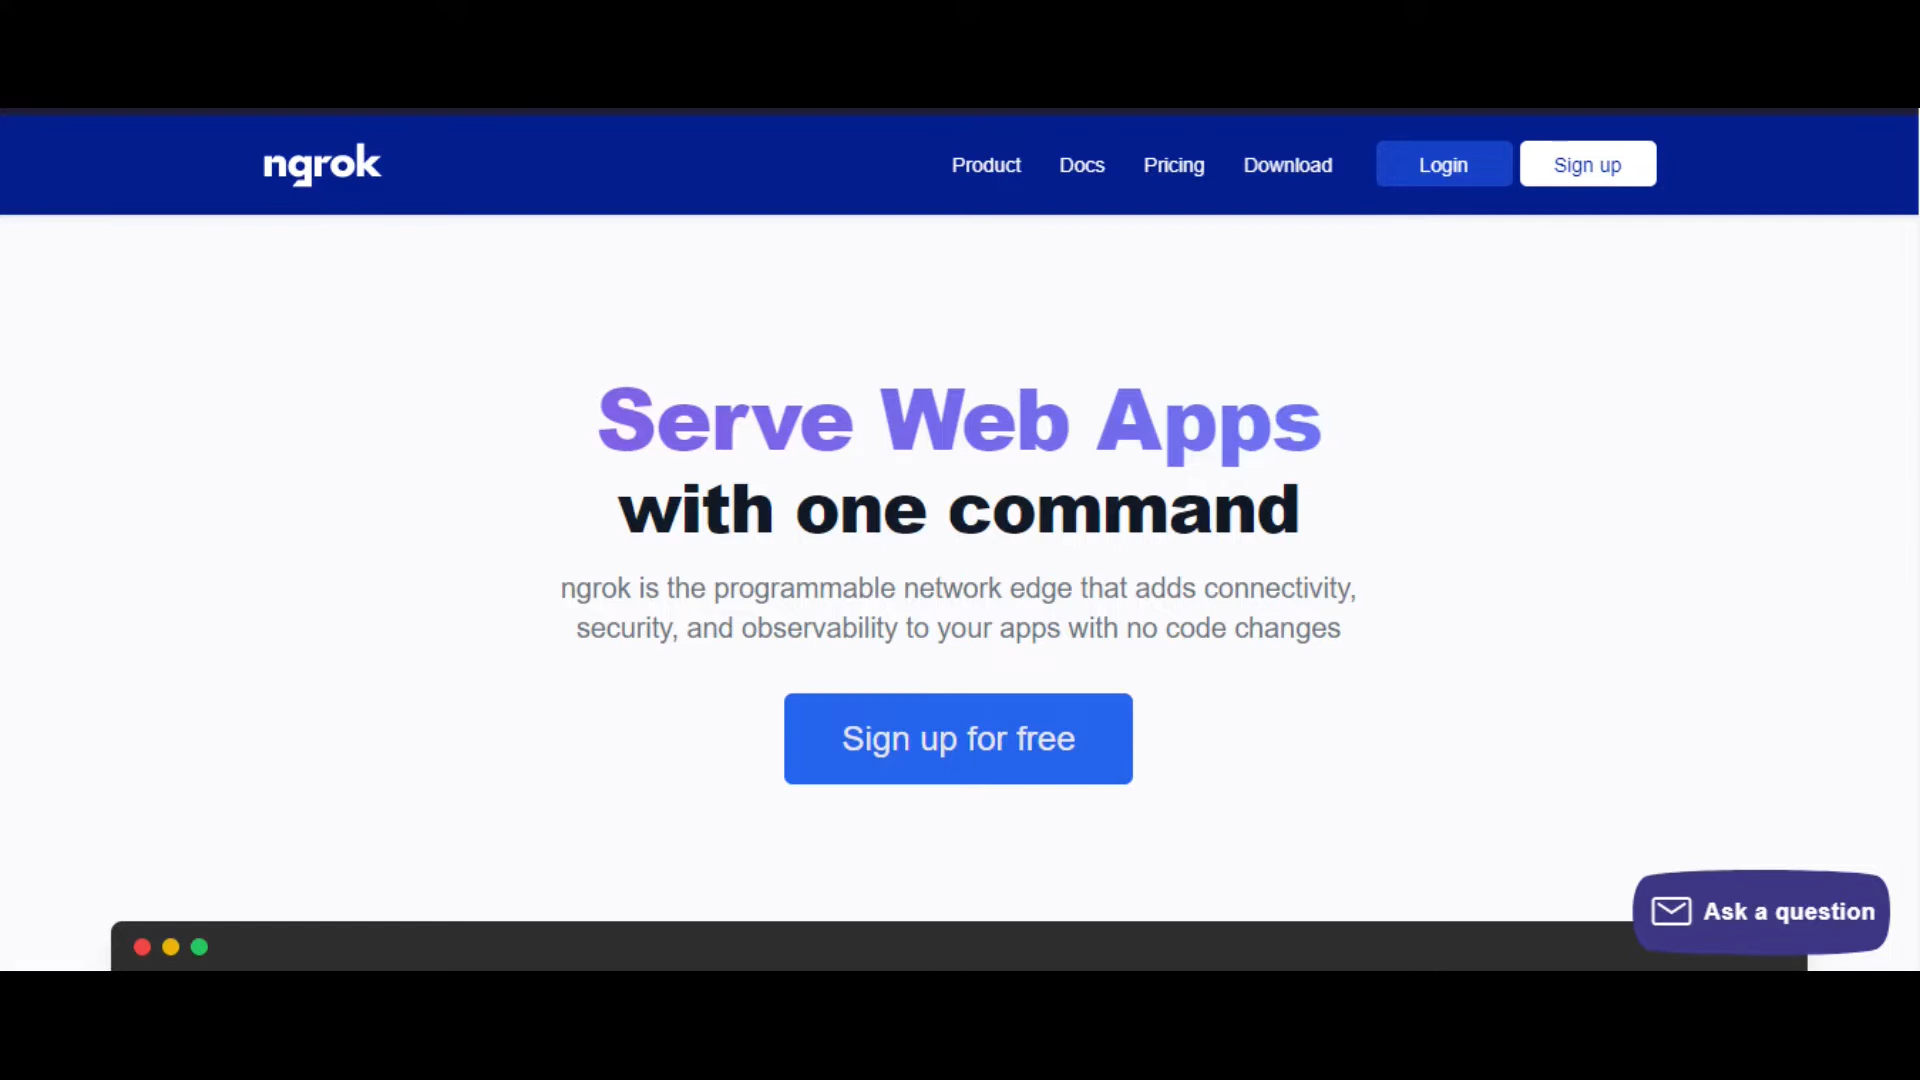 ngrok
Product Docs Pricing Download Login Sign up
Serve Web Apps
with one command
ngrok is the programmable network edge that adds connectivity,
security, and observability to your apps with no code changes
Sign up for free
Ask a question